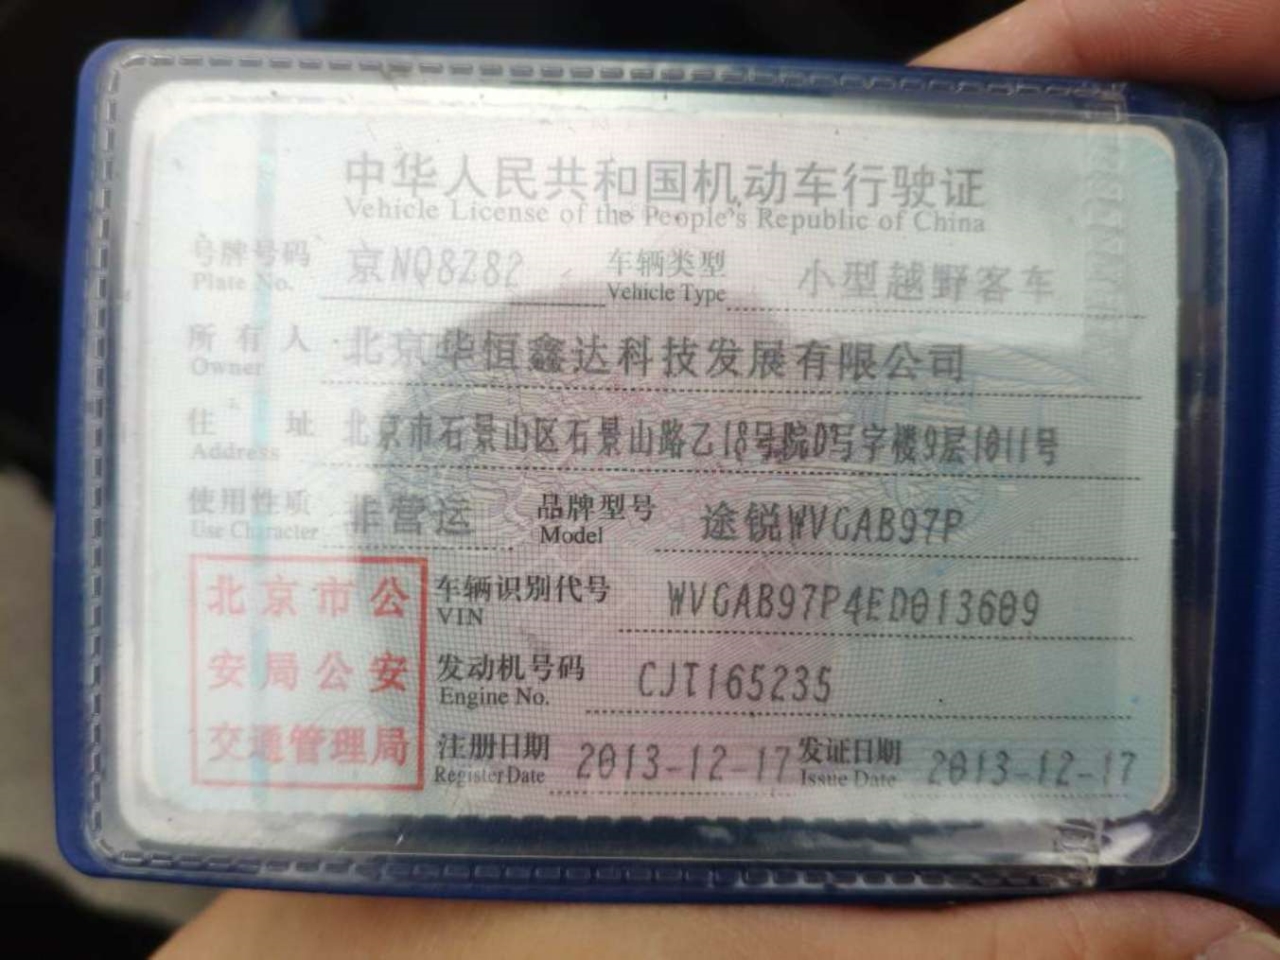 中华人民共和国机动车行驶证
Vehicle License of the People's Republic of China
号牌号码 京NQ8Z82 车辆类型 小型越野客车
Plate No. Vehicle Type
所有人 北京华恒鑫达科技发展有限公司
Owner
住址 北京市石景山区石景山路乙18号院D写字楼9层1011号
Address
使用性质 非营运 品牌型号 途锐WVGAB97P
Use Character Model
北京市公 车辆识别代号 WVGAB97P4ED013609
VIN
安局公安 发动机号码 CJT165235
Engine No.
交通管理局 注册日期 2013-12-17 发证日期 2013-12-17
Register Date Issue Date